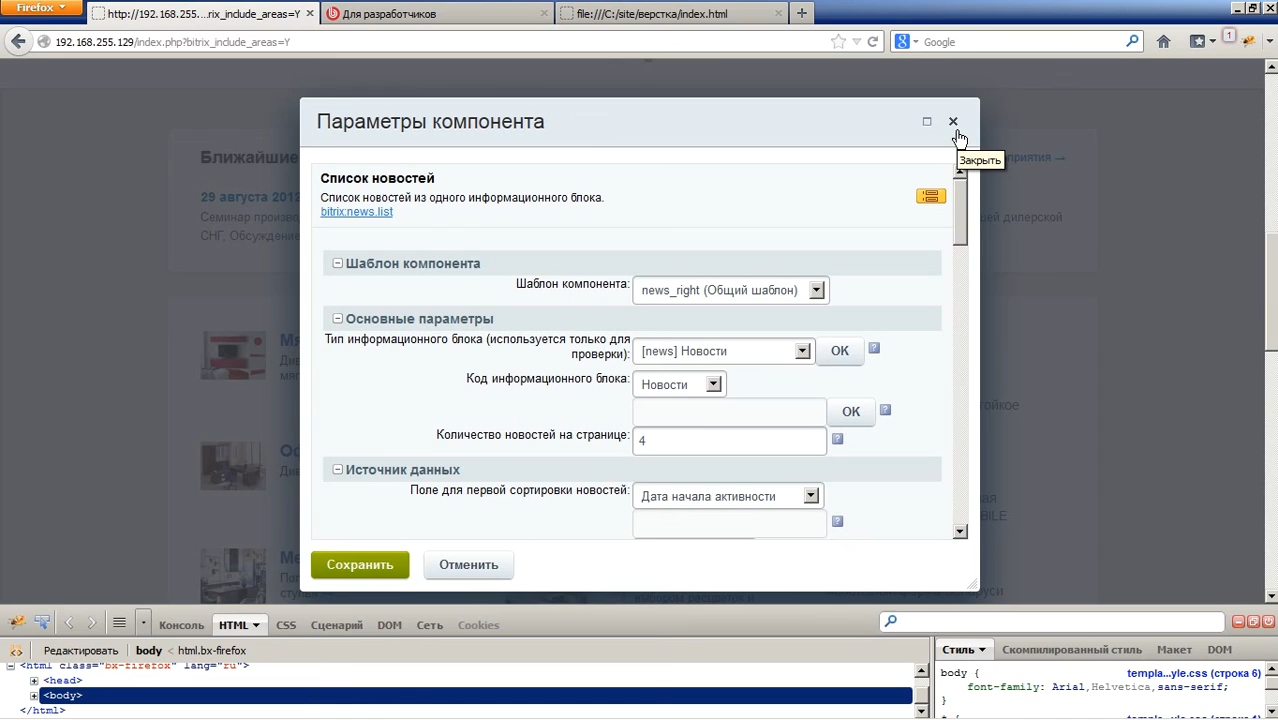 Firefox
http://192.168.255. ...rix_include_areas=Y
Для разработчиков
file:///C:/site/верстка/index.html
192.168.255.129/index.php?bitrix_include_areas=Y
Google
1
Параметры компонента
Закрыть
Ближайшие
приятия →
29 августа 2012
Семинар произво
СНГ, Обсуждение
шей дилерской
Список новостей
Список новостей из одного информационного блока.
bitrix:news.list
Шаблон компонента
Шаблон компонента:
news_right (Общий шаблон)
Основные параметры
Тип информационного блока (используется только для
проверки):
[news] Новости
OK
Код информационного блока:
Новости
OK
Количество новостей на странице:
4
Источник данных
Поле для первой сортировки новостей:
Дата начала активности
Сохранить
Отменить
Консоль
HTML
CSS
Сценарий
DOM
Сеть
Cookies
Редактировать
body < html.bx-firefox
Стиль
Скомпилированный стиль
Макет
DOM
<html class="bx-firefox" lang="ru">
<head>
<body>
</html>
body {
templa...yle.css (строка 6)
font-family: Arial,Helvetica,sans-serif;
}